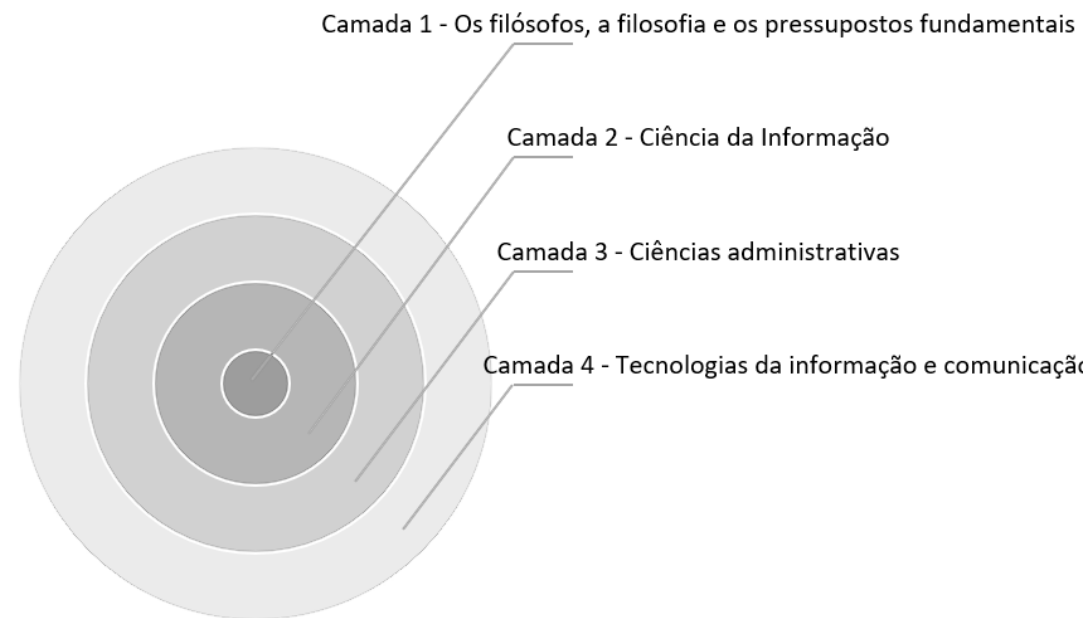 Camada 1 - Os filósofos, a filosofia e os pressupostos fundamentais
Camada 2 - Ciência da Informação
Camada 3 - Ciências administrativas
Camada 4 - Tecnologias da informação e comunicação